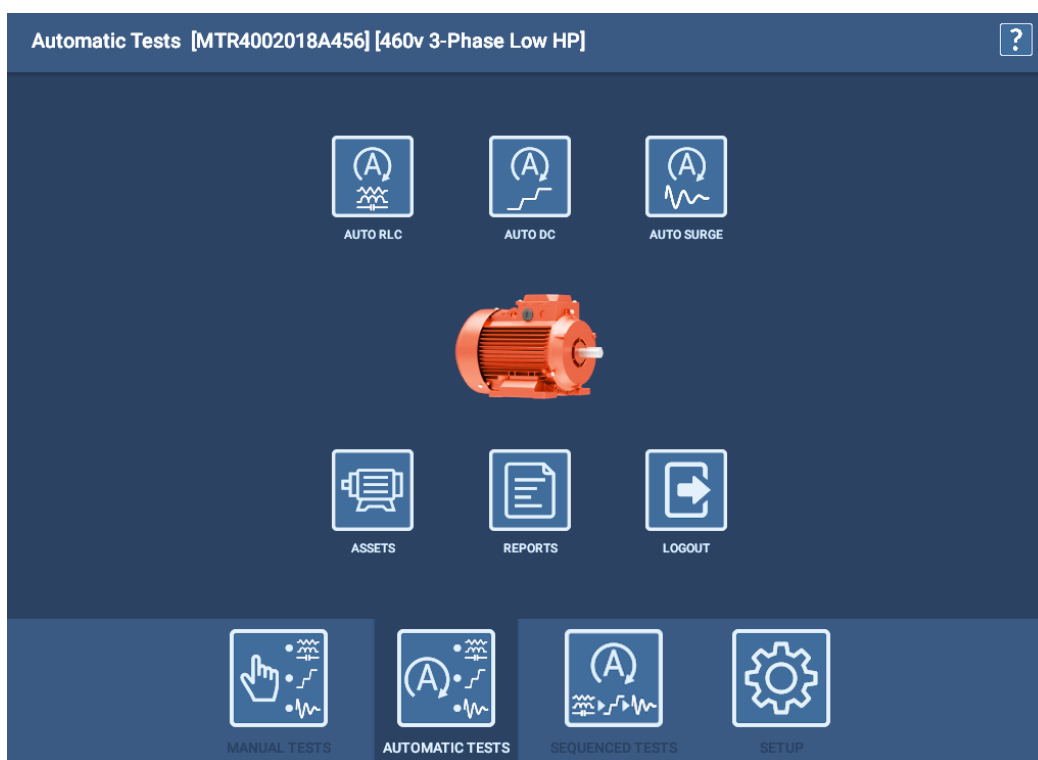 Automatic Tests [MTR4002018A456] [460v 3-Phase Low HP]
?
AUTO RLC
AUTO DC
AUTO SURGE
ASSETS
REPORTS
LOGOUT
MANUAL TESTS
AUTOMATIC TESTS
SEQUENCED TESTS
SETUP